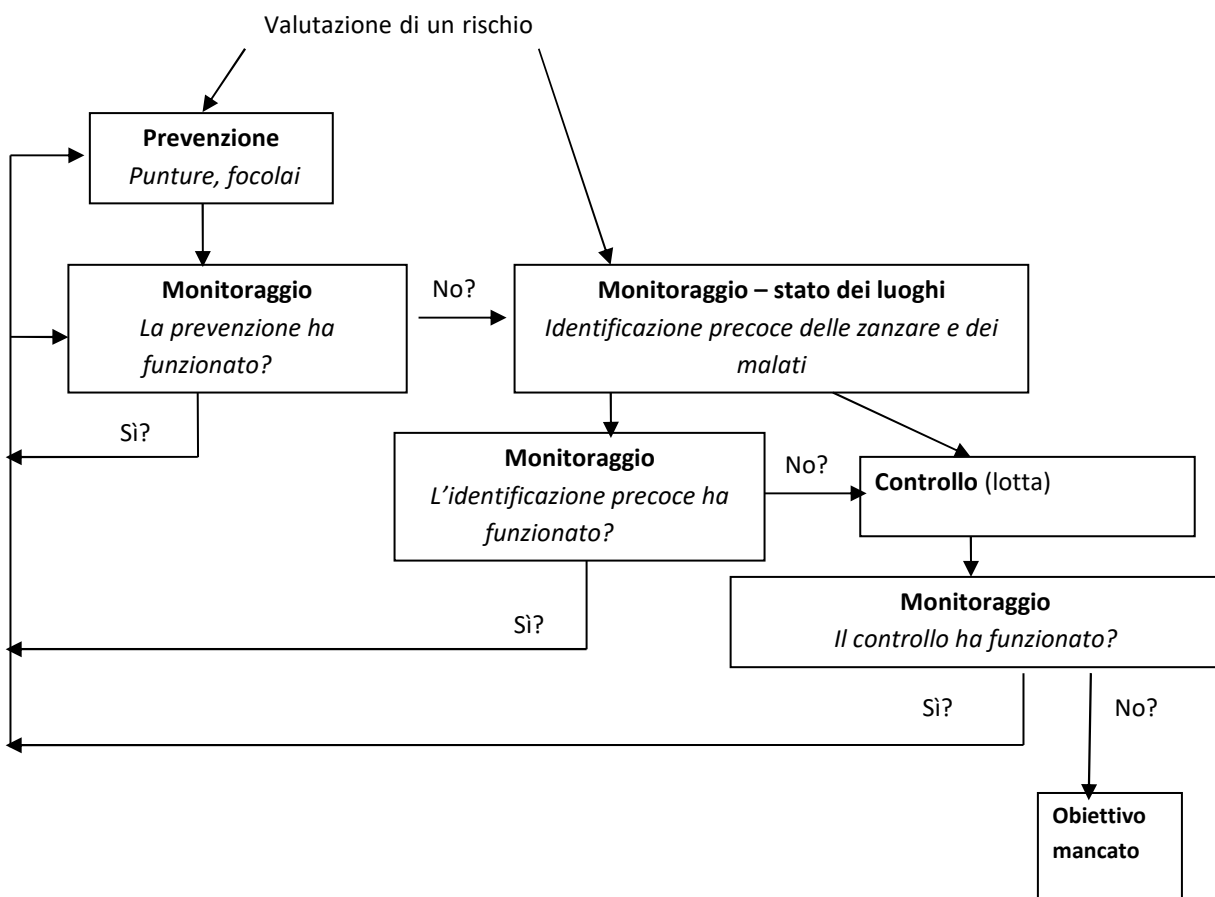 Valutazione di un rischio
Prevenzione
Punture, focolai
Monitoraggio
La prevenzione ha
funzionato?
No?
Monitoraggio – stato dei luoghi
Identificazione precoce delle zanzare e dei
malati
Sì?
Monitoraggio
L’identificazione precoce ha
funzionato?
No?
Controllo (lotta)
Sì?
Monitoraggio
Il controllo ha funzionato?
Sì?
No?
Obiettivo
mancato